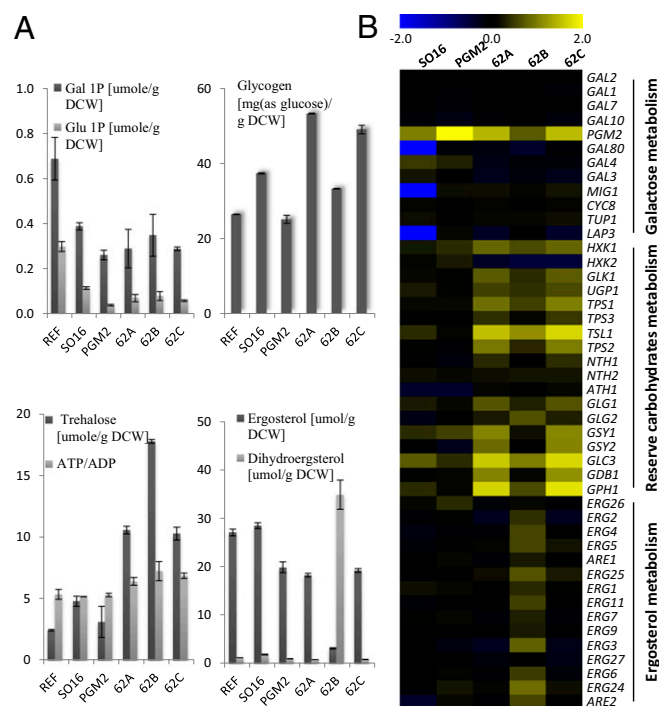 A
1.0
0.8
0.6
0.4
0.2
0.0
Gal 1P [umole/g
DCW]
Glu 1P [umole/g
DCW]
REF
SO16
PGM2
62A
62B
62C
60
40
20
0
Glycogen
[mg(as glucose)/
g DCW]
REF
SO16
PGM2
62A
62B
62C
20
15
10
5
0
Trehalose
[umole/g DCW]
ATP/ADP
REF
SO16
PGM2
62A
62B
62C
50
40
30
20
10
0
Ergosterol [umol/g
DCW]
Dihydroergsterol
[umol/g DCW]
REF
SO16
PGM2
62A
62B
62C
B
-2.0 0.0 2.0
SO16
PGM2
62A
62B
62C
GAL2
GAL1
GAL7
GAL10
PGM2
GAL80
GAL4
GAL3
MIG1
CYC8
TUP1
LAP3
HXK1
HXK2
GLK1
UGP1
TPS1
TPS3
TSL1
TPS2
NTH1
NTH2
ATH1
GLG1
GLG2
GSY1
GSY2
GLC3
GDB1
GPH1
ERG26
ERG2
ERG4
ERG5
ARE1
ERG25
ERG1
ERG11
ERG7
ERG9
ERG3
ERG27
ERG6
ERG24
ARE2
Galactose metabolism
Reserve carbohydrates metabolism
Ergosterol metabolism